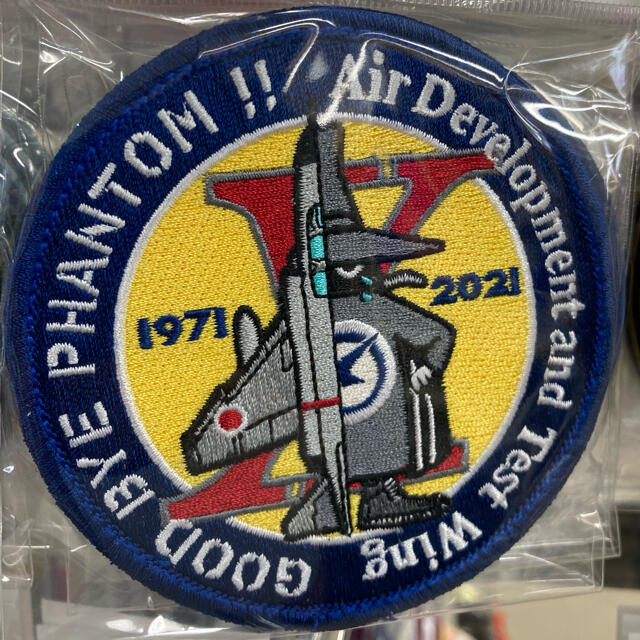 GOOD BYE PHANTOM !!
Air Development and Test Wing
1971
2021